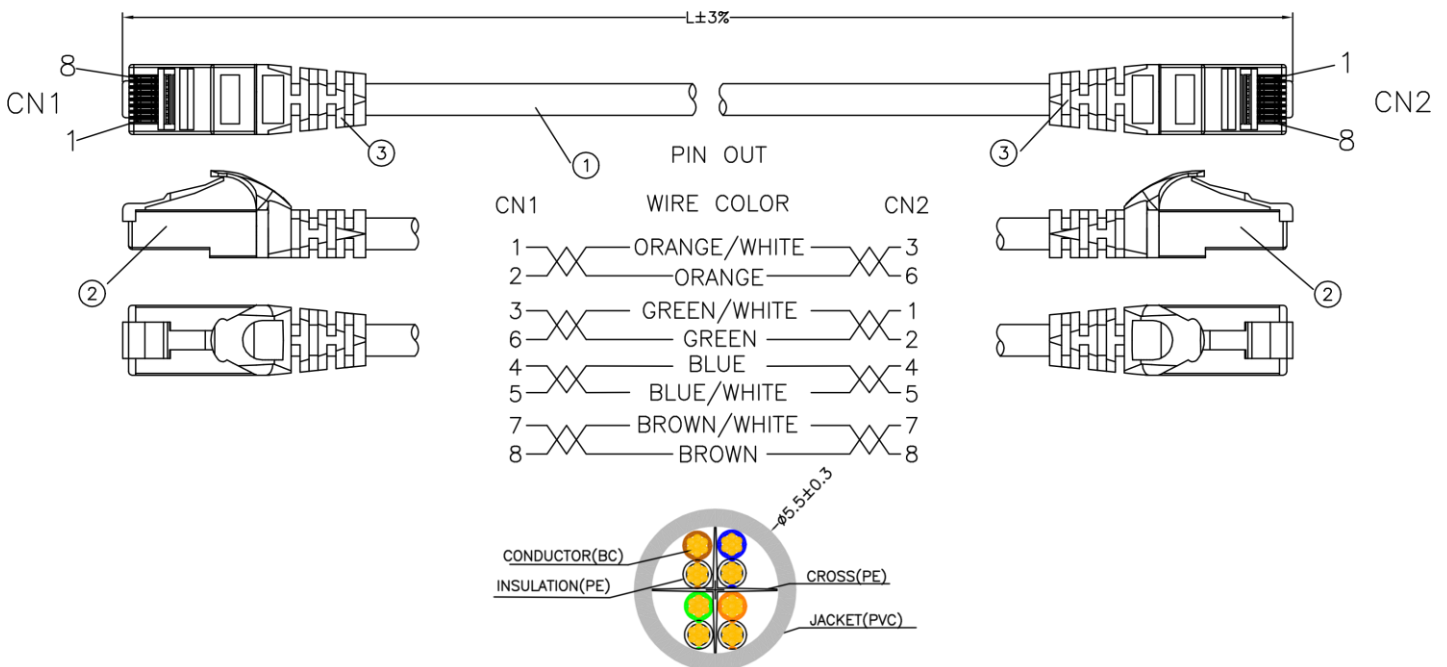 L±3%
8
1
CN1
CN2
1
8
③
①
③
PIN OUT
CN1 WIRE COLOR CN2
②
②
1 ORANGE/WHITE 3
2 ORANGE 6
3 GREEN/WHITE 1
6 GREEN 2
4 BLUE 4
5 BLUE/WHITE 5
7 BROWN/WHITE 7
8 BROWN 8
ø5.5±0.3
CONDUCTOR(BC)
INSULATION(PE)
CROSS(PE)
JACKET(PVC)